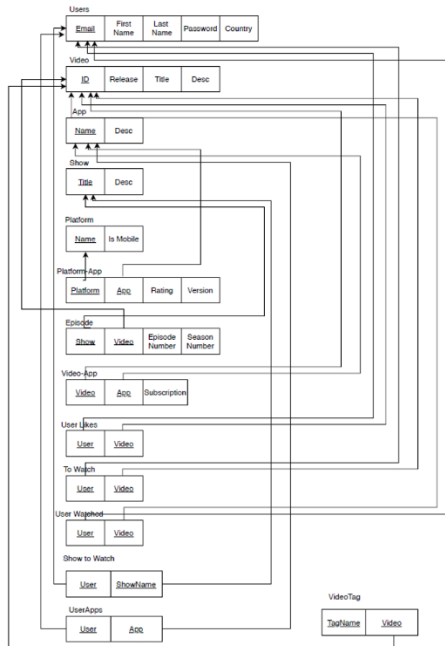 Users
Email First Name Last Name Password Country
Video
ID Release Title Desc
App
Name Desc
Show
Title Desc
Platform
Name Is Mobile
Platform-App
Platform App Rating Version
Episode
Show Video Episode Number Season Number
Video-App
Video App Subscription
User Likes
User Video
To Watch
User Video
User Watched
User Video
Show to Watch
User ShowName
UserApps
User App
VideoTag
TagName Video